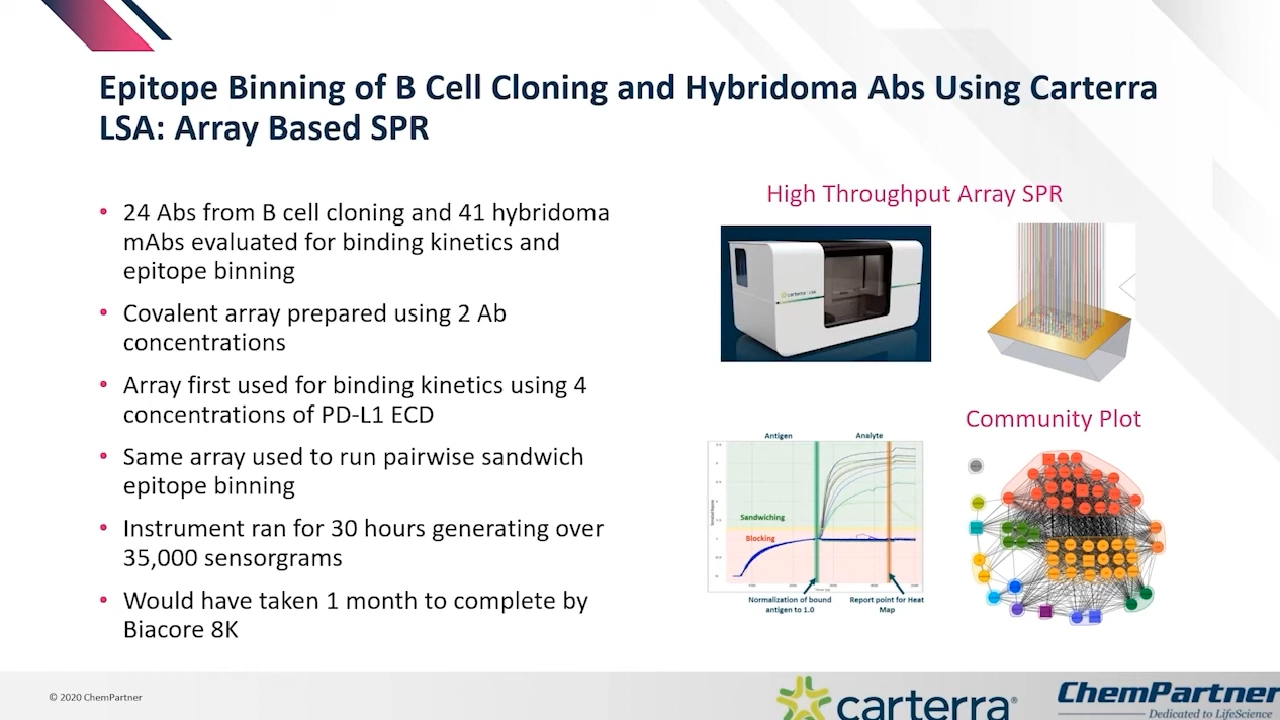 Epitope Binning of B Cell Cloning and Hybridoma Abs Using Carterra
LSA: Array Based SPR
• 24 Abs from B cell cloning and 41 hybridoma
mAbs evaluated for binding kinetics and
epitope binning
• Covalent array prepared using 2 Ab
concentrations
• Array first used for binding kinetics using 4
concentrations of PD-L1 ECD
• Same array used to run pairwise sandwich
epitope binning
• Instrument ran for 30 hours generating over
35,000 sensorgrams
• Would have taken 1 month to complete by
Biacore 8K
High Throughput Array SPR
carterra
Community Plot
Antigen
Analyte
Sandwiching
Blocking
Normalization of bound
antigen to 1.0
Report point for Heat
Map
© 2020 ChemPartner
carterra®
ChemPartner
Dedicated to LifeScience